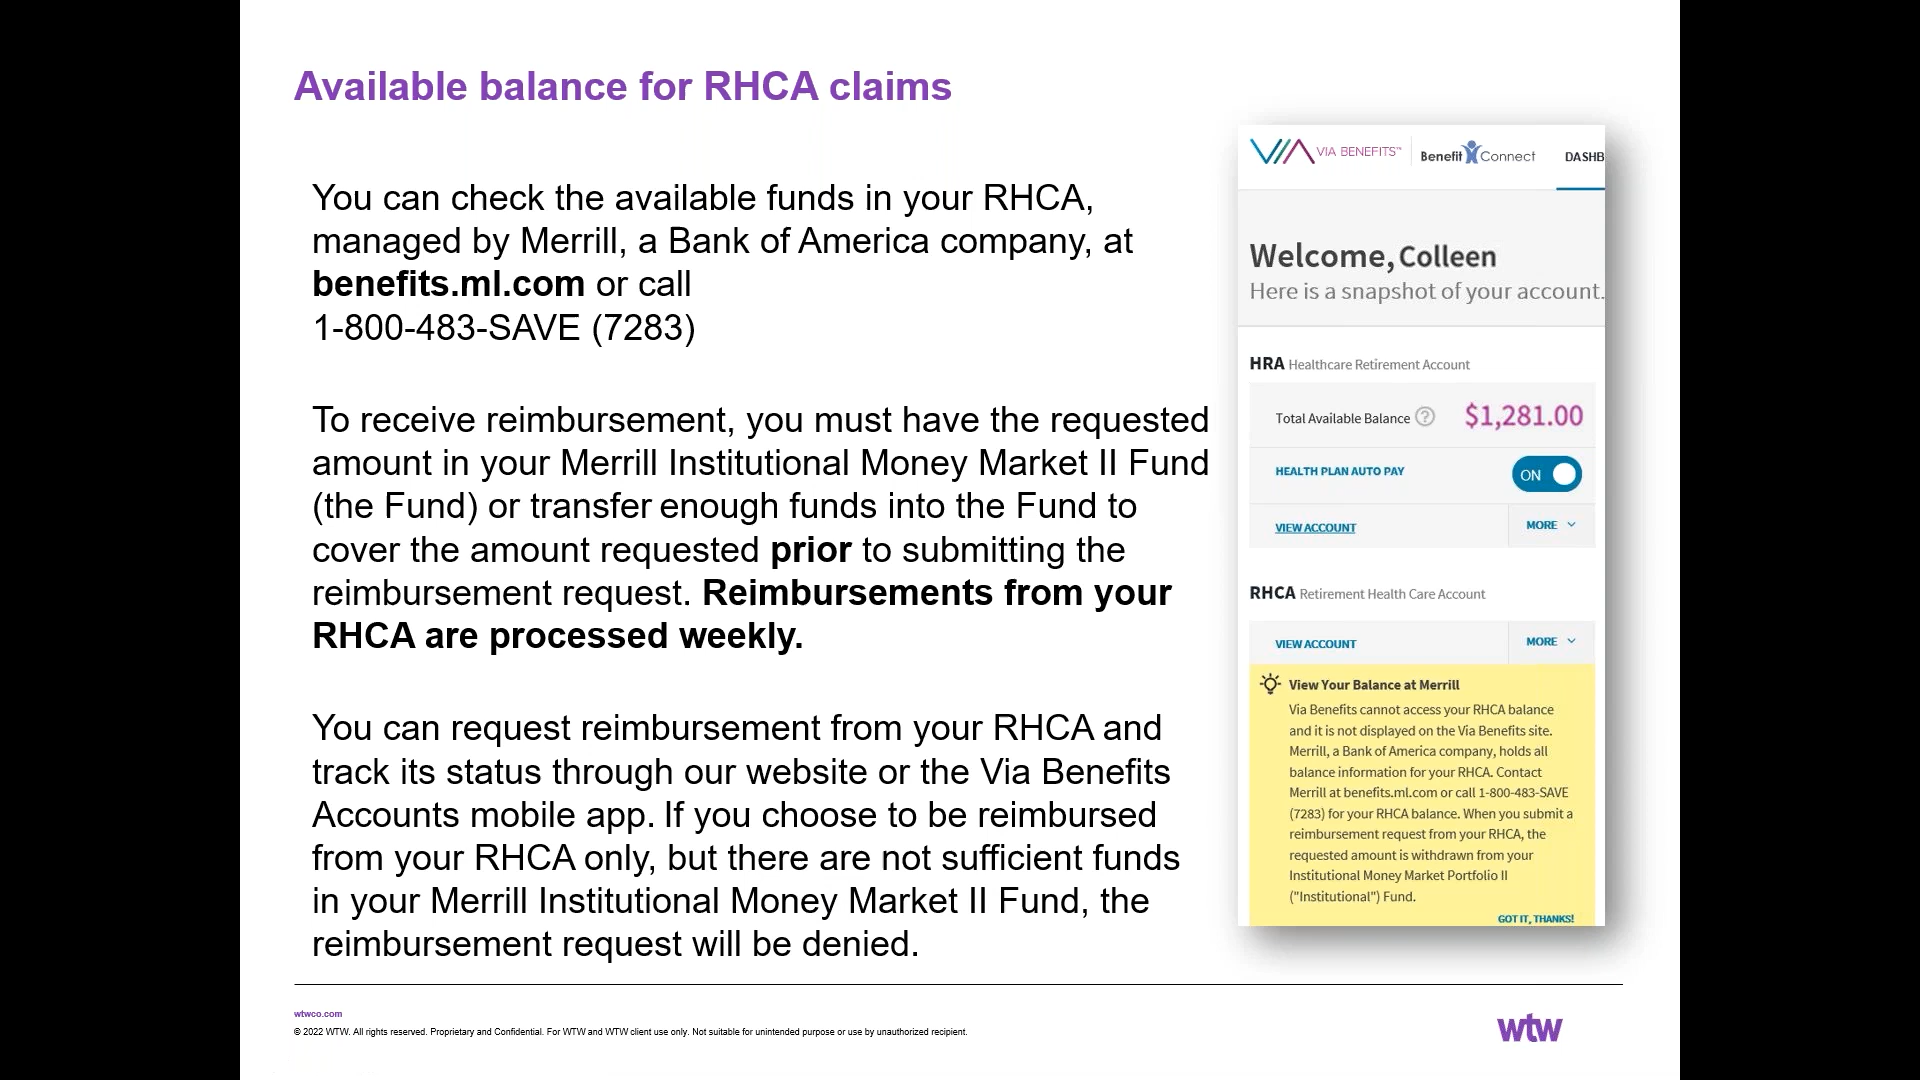 Available balance for RHCA claims
You can check the available funds in your RHCA,
managed by Merrill, a Bank of America company, at
benefits.ml.com or call
1-800-483-SAVE (7283)
To receive reimbursement, you must have the requested
amount in your Merrill Institutional Money Market II Fund
(the Fund) or transfer enough funds into the Fund to
cover the amount requested prior to submitting the
reimbursement request. Reimbursements from your
RHCA are processed weekly.
You can request reimbursement from your RHCA and
track its status through our website or the Via Benefits
Accounts mobile app. If you choose to be reimbursed
from your RHCA only, but there are not sufficient funds
in your Merrill Institutional Money Market II Fund, the
reimbursement request will be denied.
VIA VIA BENEFITS™ Benefit Connect DASHB
Welcome, Colleen
Here is a snapshot of your account.
HRA Healthcare Retirement Account
Total Available Balance ? $1,281.00
HEALTH PLAN AUTO PAY ON
VIEW ACCOUNT MORE
RHCA Retirement Health Care Account
VIEW ACCOUNT MORE
View Your Balance at Merrill
Via Benefits cannot access your RHCA balance
and it is not displayed on the Via Benefits site.
Merrill, a Bank of America company, holds all
balance information for your RHCA. Contact
Merrill at benefits.ml.com or call 1-800-483-SAVE
(7283) for your RHCA balance. When you submit a
reimbursement request from your RHCA, the
requested amount is withdrawn from your
Institutional Money Market Portfolio II
("Institutional") Fund.
GOT IT, THANKS!
wtwco.com
© 2022 WTW. All rights reserved. Proprietary and Confidential. For WTW and WTW client use only. Not suitable for unintended purpose or use by unauthorized recipient.
wtw